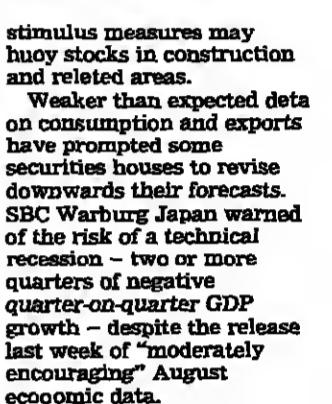 stimulus measures may
huoy stocks in construction
and releted areas.
Weaker than expected deta
on consumption and exports
have prompted some
securities houses to revise
downwards their forecasts.
SBC Warburg Japan warned
of the risk of a technical
recession – two or more
quarters of negative
quarter-on-quarter GDP
growth – despite the release
last week of "moderately
encouraging" August
ecooomic data.